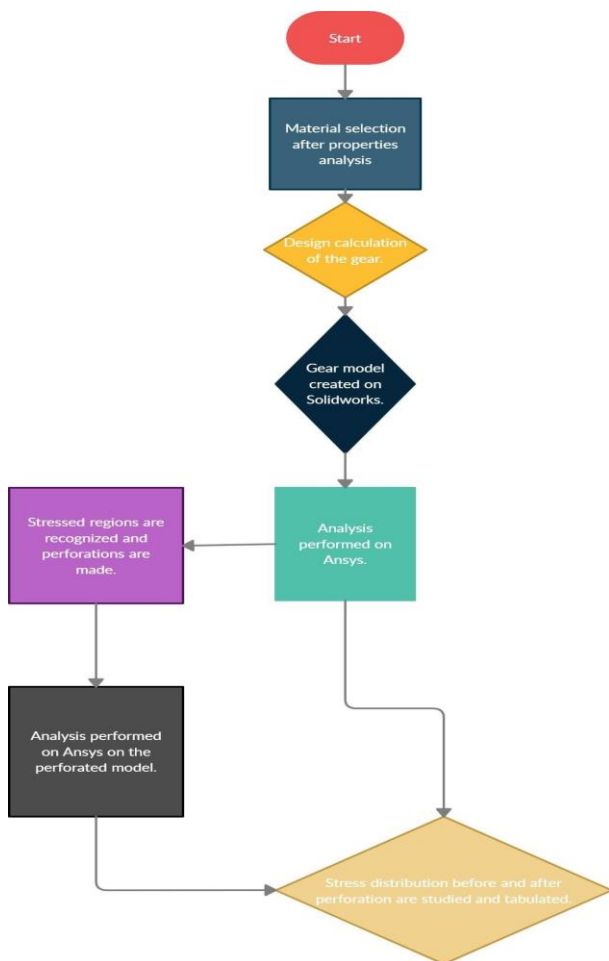 Start
Material selection
after properties
analysis
Design calculation
of the gear.
Gear model
created on
Solidworks.
Analysis
performed on
Ansys.
Stressed regions are
recognized and
perforations are
made.
Analysis performed
on Ansys on the
perforated model.
Stress distribution before and after
perforation are studied and tabulated.